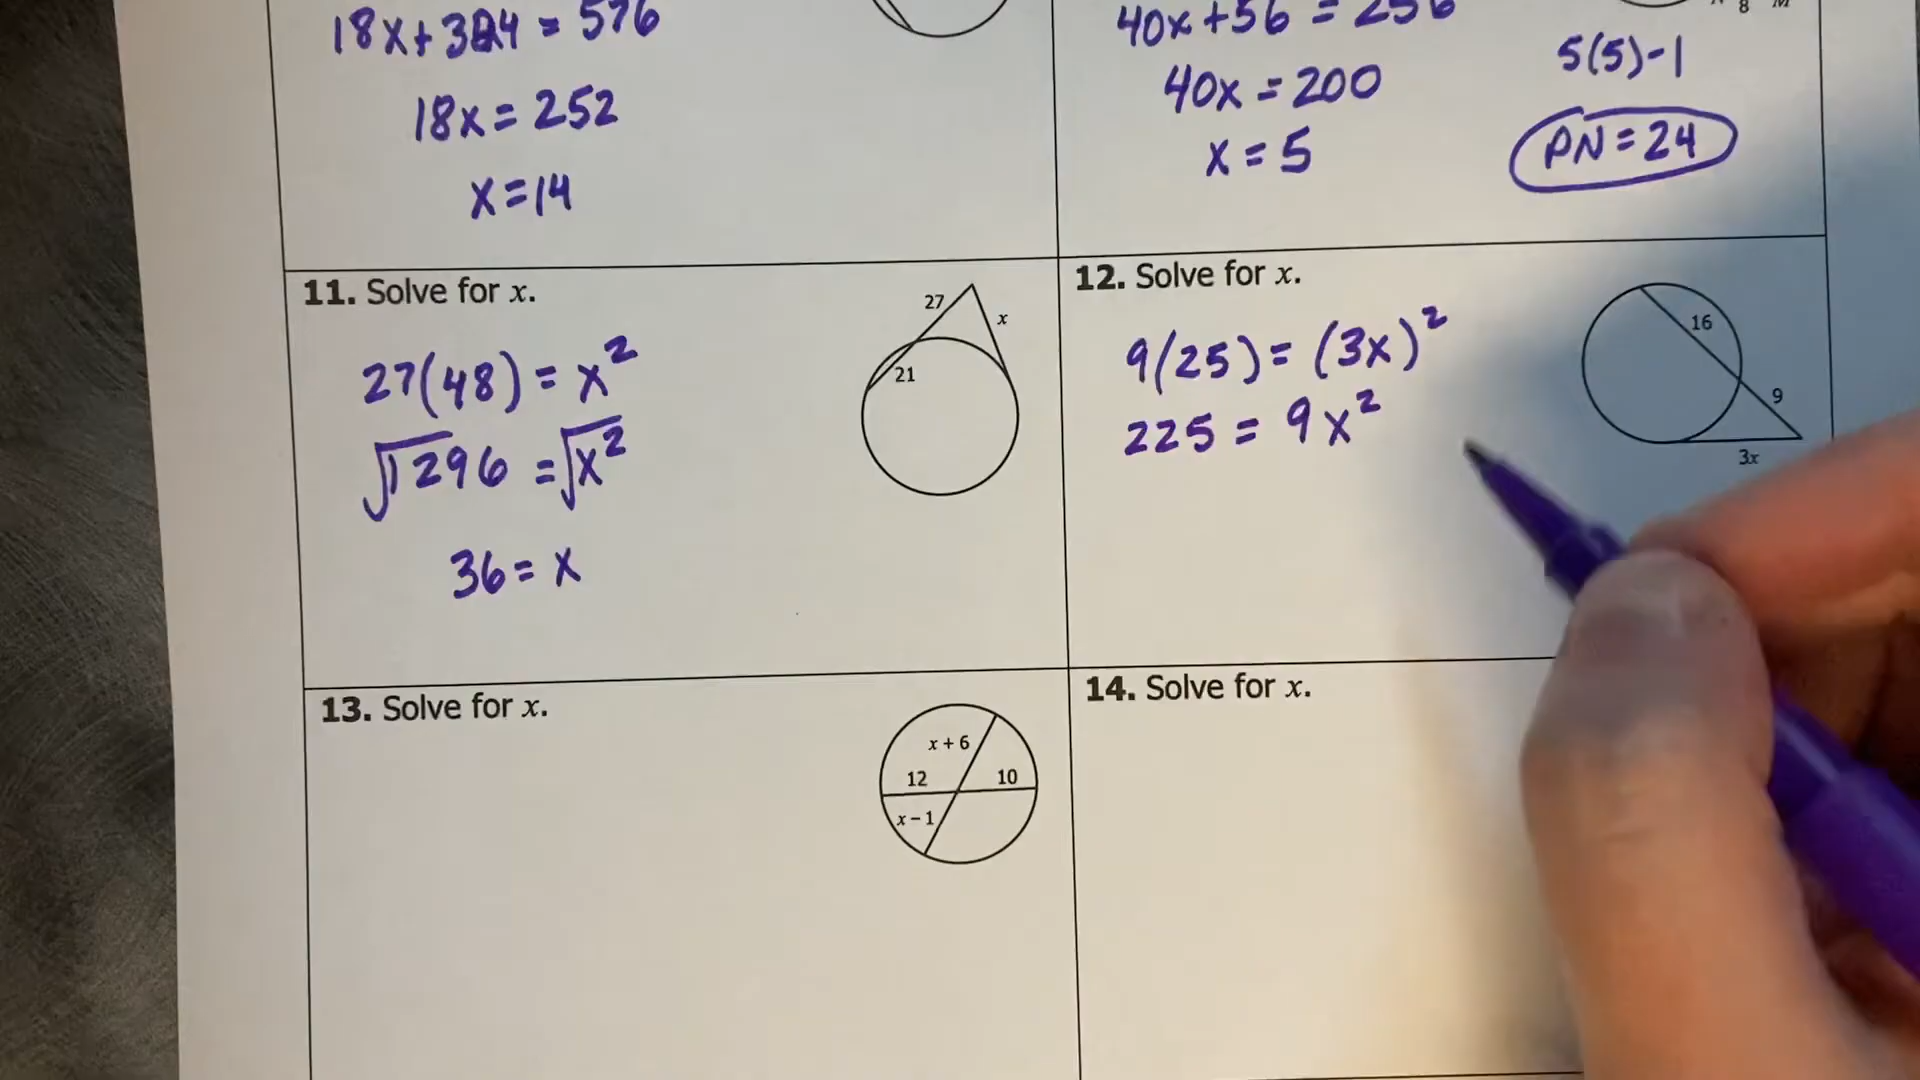 18x+324 = 576
18x = 252
x = 14
40x + 56 = 256
40x = 200
x = 5
8 M
5(5)-1
PN = 24
11. Solve for x.
27(48) = x²
√1296 = √x²
36 = x
27
x
21
12. Solve for x.
9(25) = (3x)²
225 = 9x²
16
9
3x
13. Solve for x.
x + 6
12
10
x – 1
14. Solve for x.